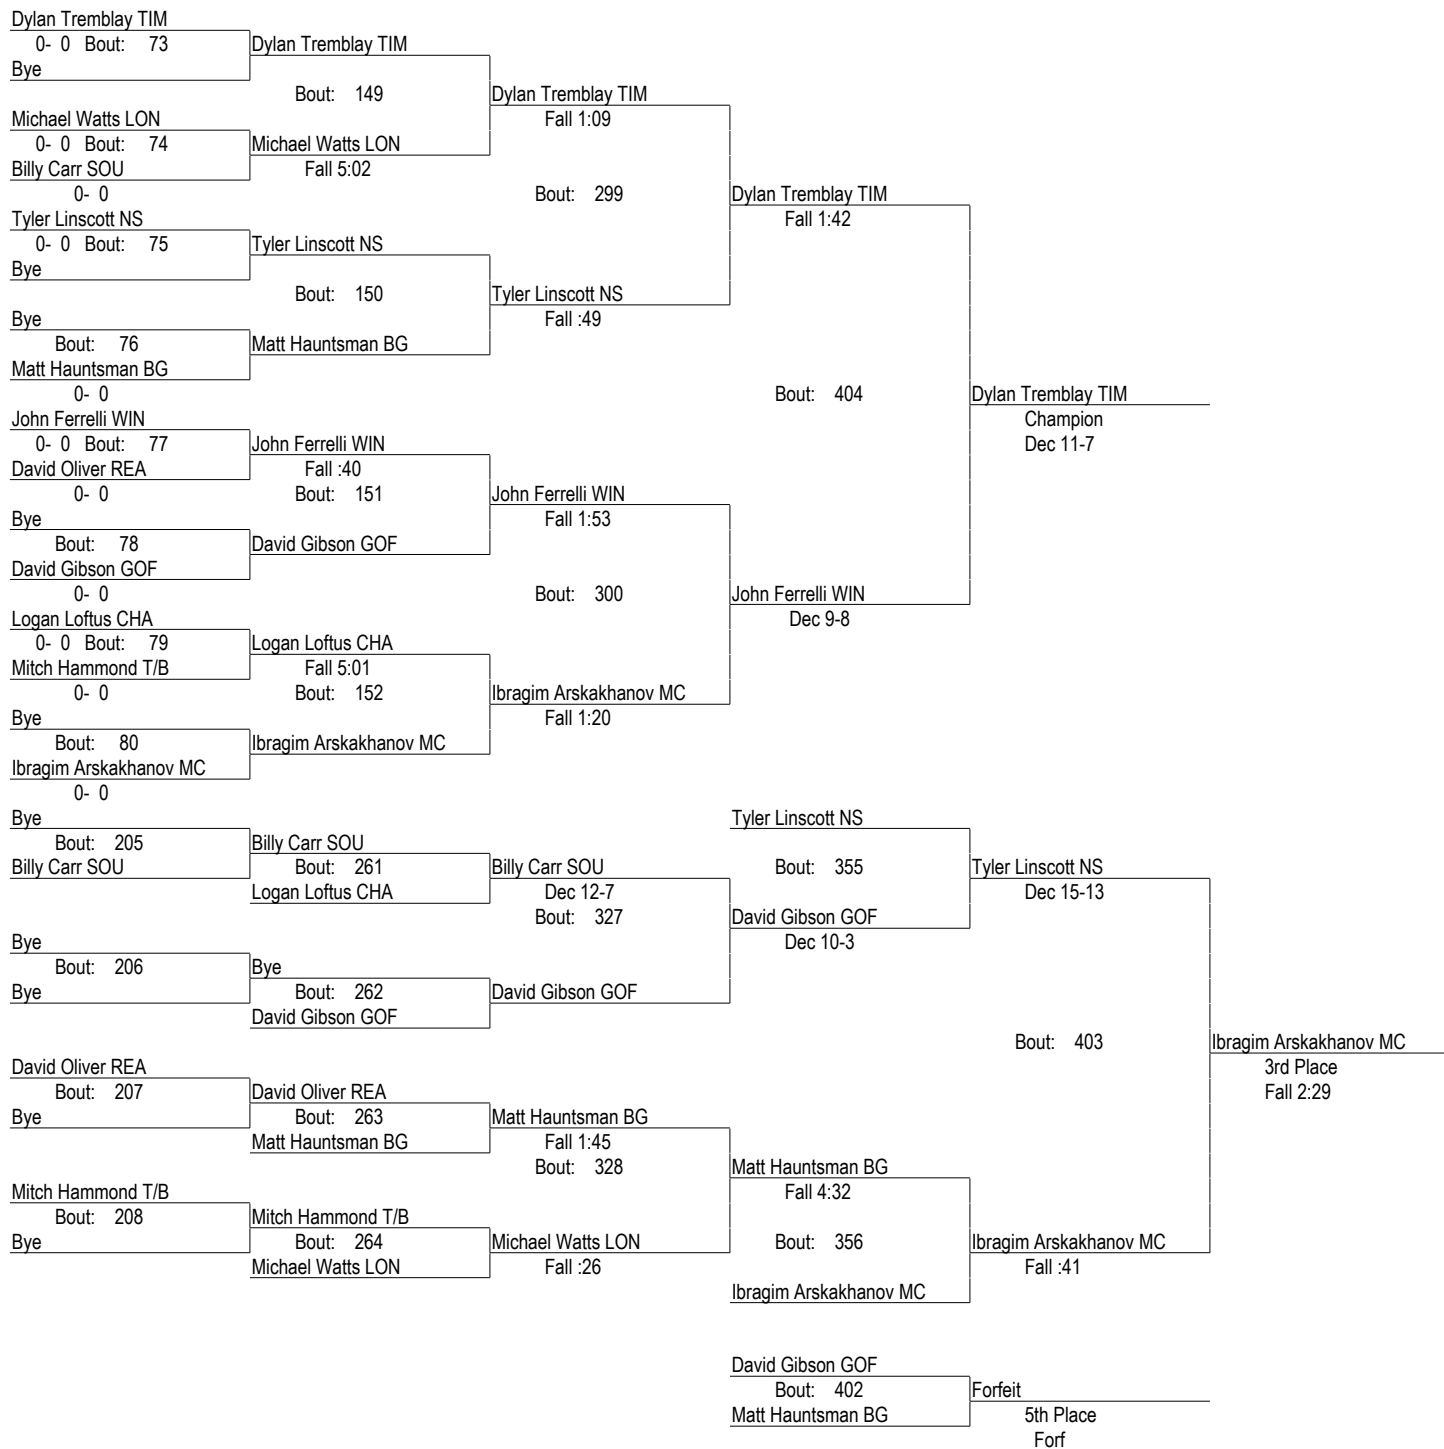 Dylan Tremblay TIM
0- 0 Bout: 73 Dylan Tremblay TIM
Bye
Bout: 149 Dylan Tremblay TIM
Michael Watts LON Fall 1:09
0- 0 Bout: 74 Michael Watts LON
Billy Carr SOU Fall 5:02
0- 0 Bout: 299 Dylan Tremblay TIM
Tyler Linscott NS Fall 1:42
0- 0 Bout: 75 Tyler Linscott NS
Bye
Bout: 150 Tyler Linscott NS
Bye Fall :49
Bout: 76 Matt Hauntsman BG
Matt Hauntsman BG
0- 0 Bout: 404 Dylan Tremblay TIM
John Ferrelli WIN Champion
0- 0 Bout: 77 John Ferrelli WIN Dec 11-7
David Oliver REA Fall :40
0- 0 Bout: 151 John Ferrelli WIN
Bye Fall 1:53
Bout: 78 David Gibson GOF
David Gibson GOF
0- 0 Bout: 300 John Ferrelli WIN
Logan Loftus CHA Dec 9-8
0- 0 Bout: 79 Logan Loftus CHA
Mitch Hammond T/B Fall 5:01
0- 0 Bout: 152 Ibragim Arskakhanov MC
Bye Fall 1:20
Bout: 80 Ibragim Arskakhanov MC
Ibragim Arskakhanov MC
0- 0
Bye Tyler Linscott NS
Bout: 205 Billy Carr SOU
Billy Carr SOU Bout: 261 Billy Carr SOU Bout: 355 Tyler Linscott NS
Logan Loftus CHA Dec 12-7 Dec 15-13
Bout: 327 David Gibson GOF
Bye Dec 10-3
Bout: 206 Bye
Bye Bout: 262 David Gibson GOF
David Gibson GOF
Bout: 403 Ibragim Arskakhanov MC
David Oliver REA 3rd Place
Bout: 207 David Oliver REA Fall 2:29
Bye Bout: 263 Matt Hauntsman BG
Matt Hauntsman BG Fall 1:45
Bout: 328 Matt Hauntsman BG
Mitch Hammond T/B Fall 4:32
Bout: 208 Mitch Hammond T/B
Bye Bout: 264 Michael Watts LON Bout: 356 Ibragim Arskakhanov MC
Michael Watts LON Fall :26 Fall :41
Ibragim Arskakhanov MC
David Gibson GOF
Bout: 402 Forfeit
Matt Hauntsman BG 5th Place
Forf